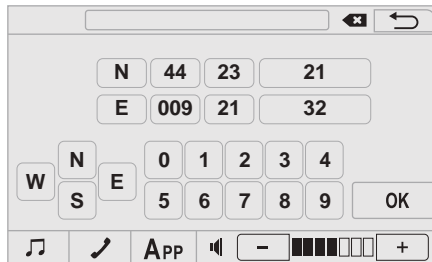 N 44 23 21
E 009 21 32
N 0 1 2 3 4
W E
S 5 6 7 8 9 OK
APP - +